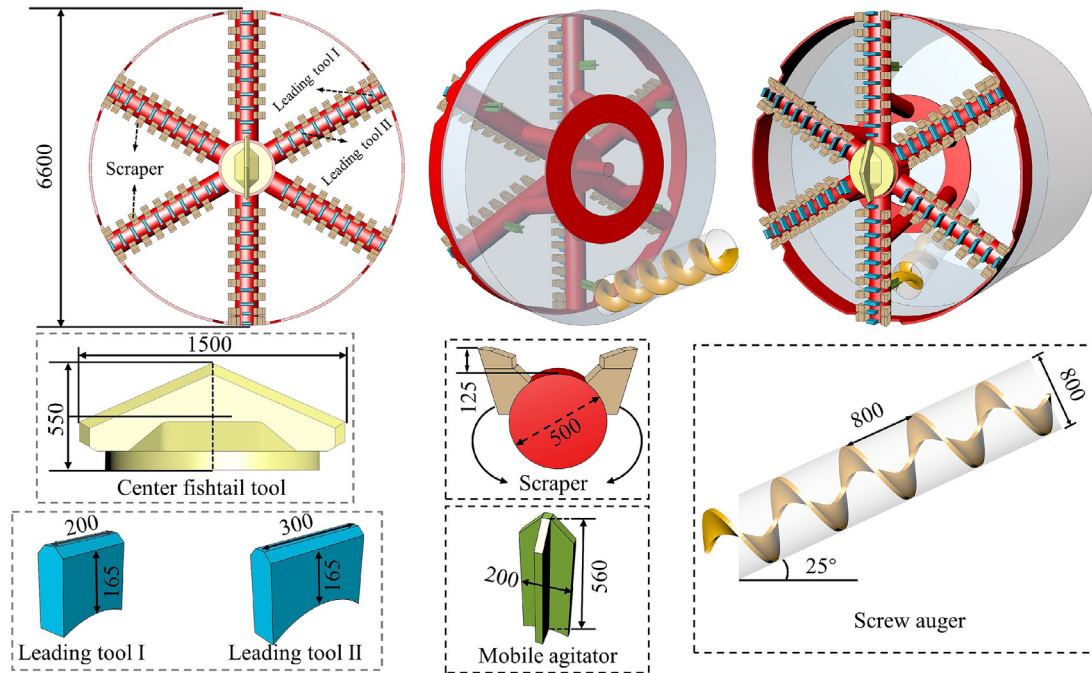 6600
Leading tool I
Leading tool II
Scraper
1500
550
Center fishtail tool
125
500
Scraper
800
800
25°
Screw auger
200
165
Leading tool I
300
165
Leading tool II
200
560
Mobile agitator